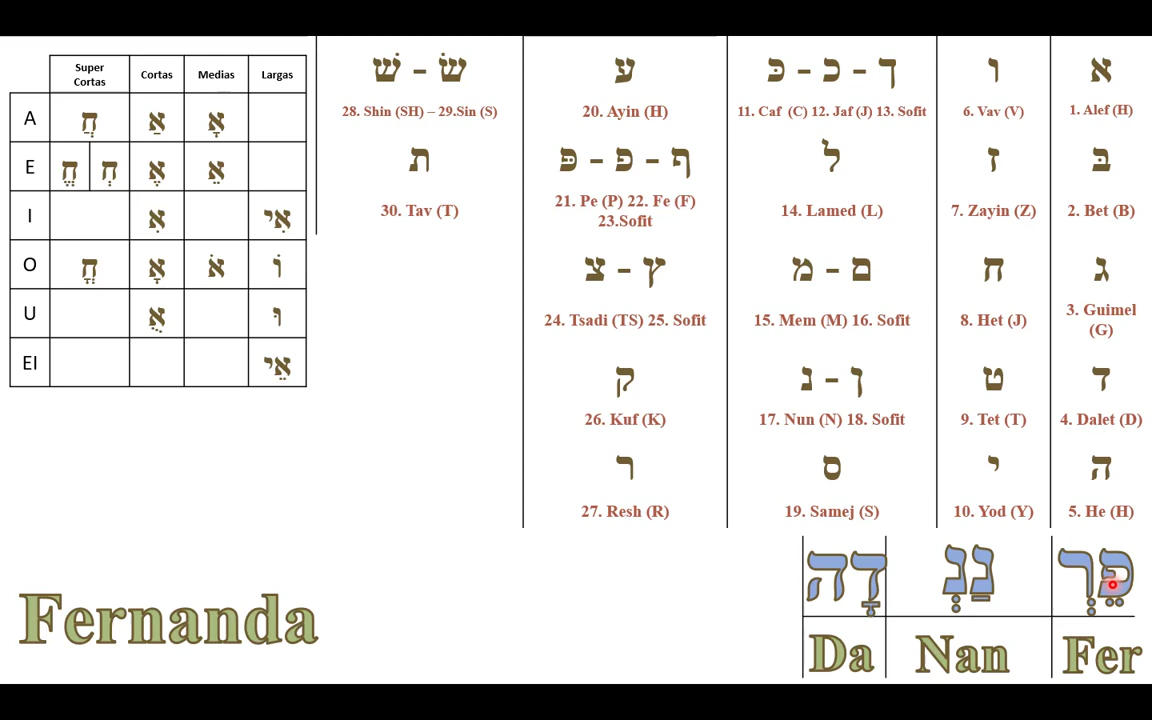 Super Cortas Cortas Medias Largas
A חֲ אַ אָ
E חֱ חְ אֶ אֵ
I אִ אִי
O חֳ אָ אֹ וֹ
U אֻ וּ
EI אֵי
שׁ - שׂ
28. Shin (SH) – 29.Sin (S)
ת
30. Tav (T)
ע
20. Ayin (H)
פּ - פ - ף
21. Pe (P) 22. Fe (F)
23.Sofit
צ - ץ
24. Tsadi (TS) 25. Sofit
ק
26. Kuf (K)
ר
27. Resh (R)
כּ - כ - ך
11. Caf (C) 12. Jaf (J) 13. Sofit
ל
14. Lamed (L)
מ - ם
15. Mem (M) 16. Sofit
נ - ן
17. Nun (N) 18. Sofit
ס
19. Samej (S)
ו
6. Vav (V)
ז
7. Zayin (Z)
ח
8. Het (J)
ט
9. Tet (T)
י
10. Yod (Y)
א
1. Alef (H)
בּ
2. Bet (B)
ג
3. Guimel
(G)
ד
4. Dalet (D)
ה
5. He (H)
פֵרְ נַנְ דָה
Fernanda
Da Nan Fer